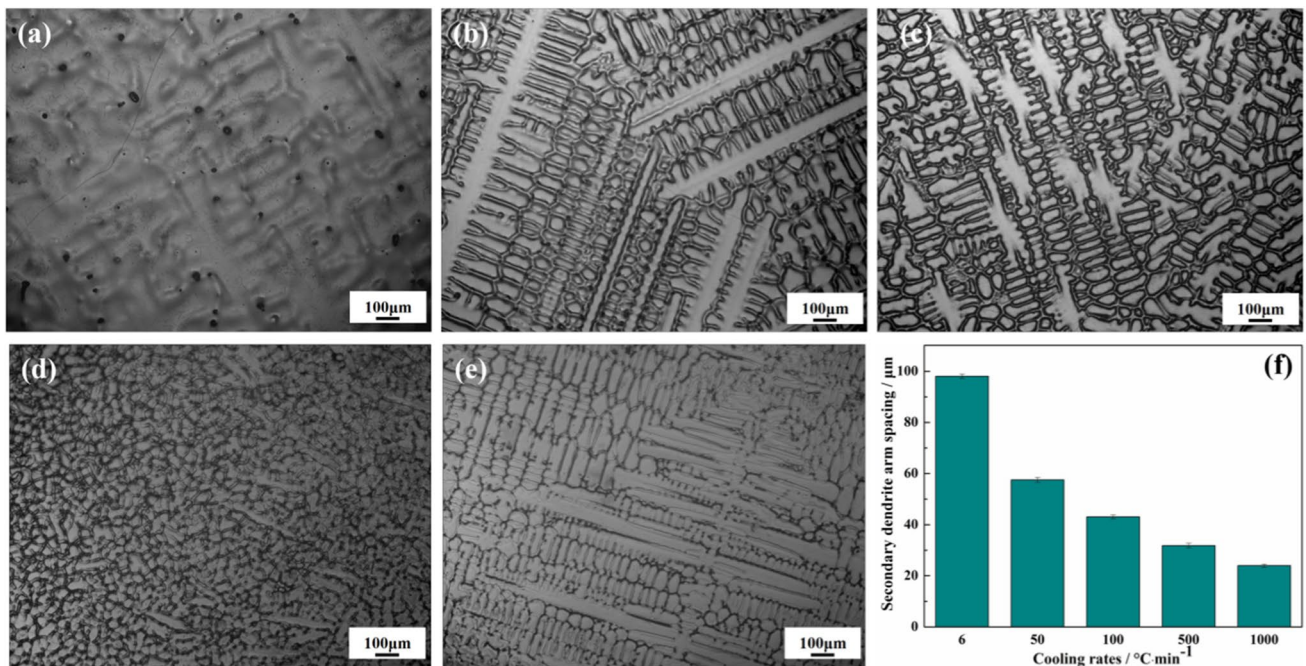 (a)
100μm
(b)
100μm
(c)
100μm
(d)
100μm
(e)
100μm
(f)
Secondary dendrite arm spacing / μm
100
80
60
40
20
0
6 50 100 500 1000
Cooling rates / °C·min⁻¹